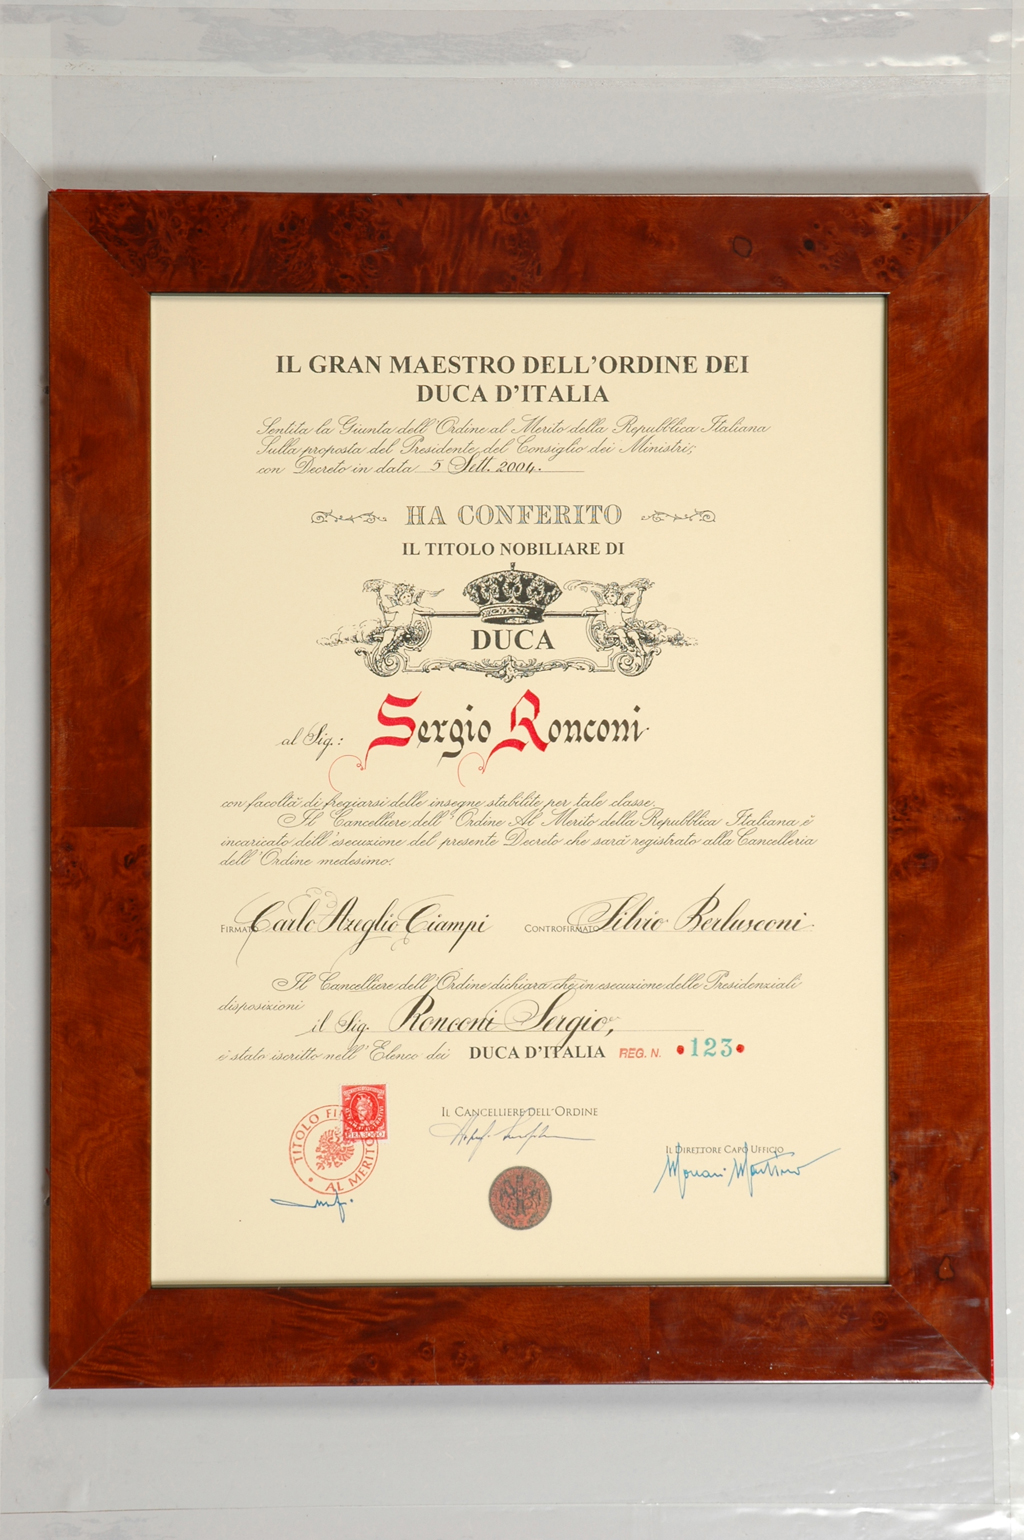 IL GRAN MAESTRO DELL'ORDINE DEI
DUCA D'ITALIA
Sentita la Giunta dell'Ordine al Merito della Repubblica Italiana
Sulla proposta del Presidente del Consiglio dei Ministri;
con Decreto in data 5 Sett. 2004.
HA CONFERITO
IL TITOLO NOBILIARE DI
DUCA
al Sig.: Sergio Ronconi
con facoltà di fregiarsi delle insegne stabilite per tale classe.
Il Cancelliere dell'Ordine Al Merito della Repubblica Italiana è
incaricato dell'esecuzione del presente Decreto che sarà registrato alla Cancelleria
dell'Ordine medesimo.
FIRMATO Carlo Azeglio Ciampi CONTROFIRMATO Silvio Berlusconi
Il Cancelliere dell'Ordine dichiara che in esecuzione delle Presidenziali
disposizioni
il Sig. Ronconi Sergio,
è stato iscritto nell'Elenco dei DUCA D'ITALIA REG. N. •123•
IL CANCELLIERE DELL'ORDINE
IL DIRETTORE CAPO UFFICIO
TITOLO
AL MERITO